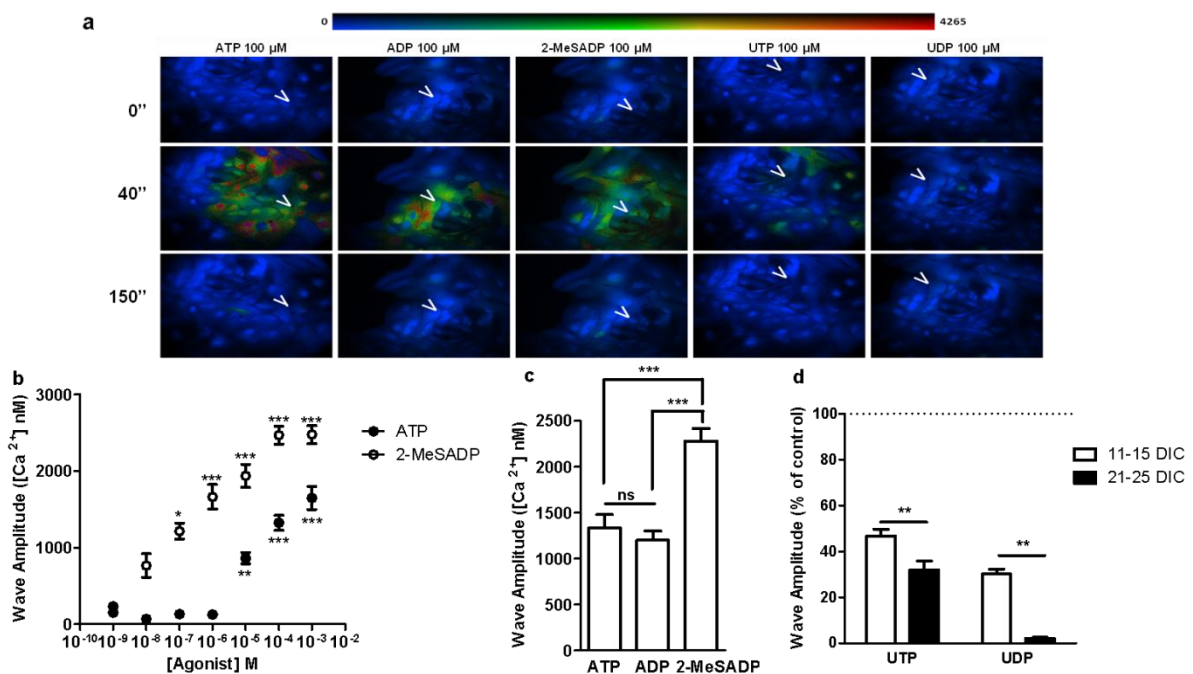 a
0
4265
ATP 100 µM
ADP 100 µM
2-MeSADP 100 µM
UTP 100 µM
UDP 100 µM
0''
40''
150''
b
Wave Amplitude ([Ca 2+] nM)
3000
2000
1000
0
*
***
***
***
***
**
***
***
10-10
10-9
10-8
10-7
10-6
10-5
10-4
10-3
10-2
[Agonist] M
ATP
2-MeSADP
c
Wave Amplitude ([Ca 2+] nM)
2500
2000
1500
1000
500
0
***
***
ns
ATP
ADP
2-MeSADP
d
Wave Amplitude (% of control)
100
80
60
40
20
0
**
**
UTP
UDP
11-15 DIC
21-25 DIC